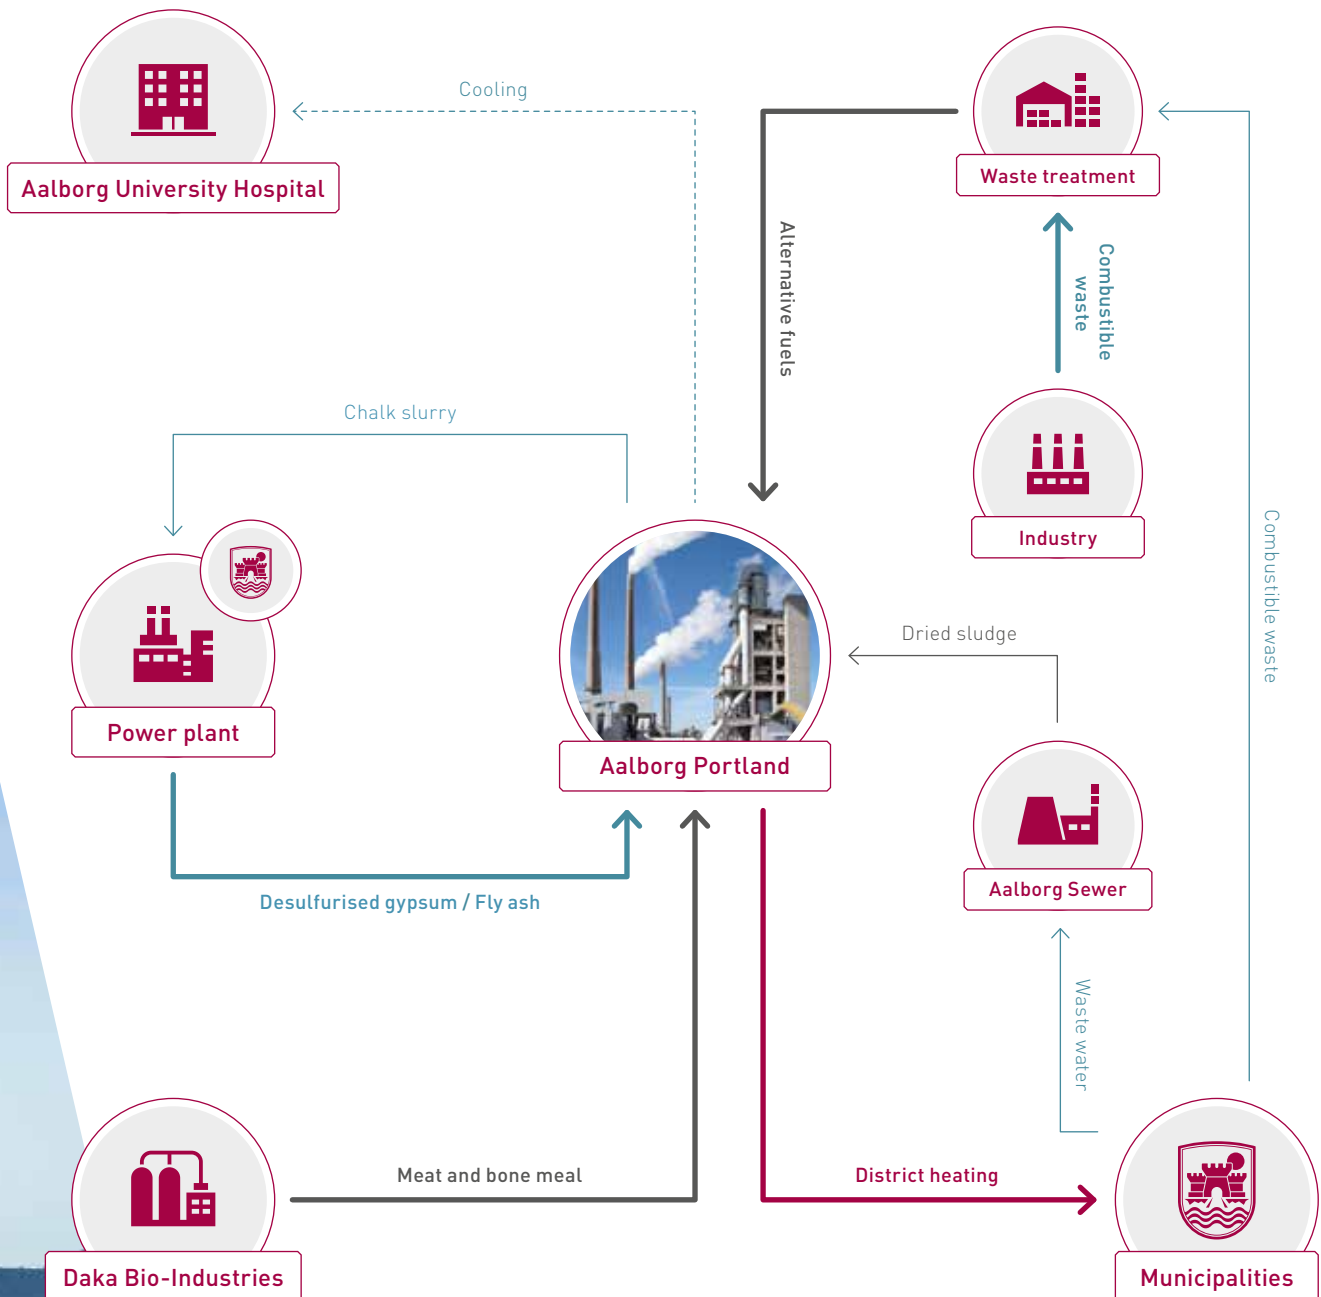 Cooling
Aalborg University Hospital
Waste treatment
Alternative fuels
Combustible
waste
Chalk slurry
Industry
Combustible waste
Dried sludge
Power plant
Aalborg Portland
Aalborg Sewer
Desulfurised gypsum / Fly ash
Waste water
Meat and bone meal
District heating
Daka Bio-Industries
Municipalities